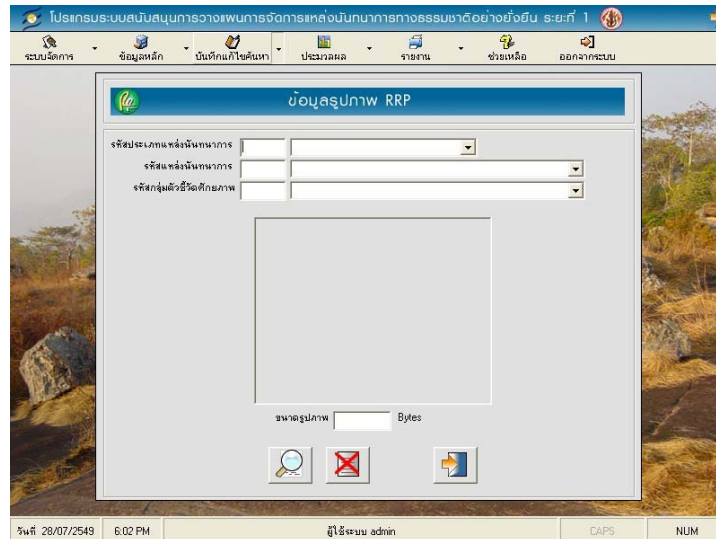 โปรแกรมระบบสนับสนุนการวางแผนการจัดการแหล่งนันทนาการทางธรรมชาติอย่างยั่งยืน ระยะที่ 1
ระบบจัดการ ข้อมูลหลัก บันทึกแก้ไขค้นหา ประมวลผล รายงาน ช่วยเหลือ ออกจากระบบ
ข้อมูลรูปภาพ RRP
รหัสประเภทแหล่งนันทนาการ
รหัสแหล่งนันทนาการ
รหัสกลุ่มตัวชี้วัดศักยภาพ
ขนาดรูปภาพ Bytes
วันที่ 28/07/2549 6:02 PM ผู้ใช้ระบบ admin CAPS NUM